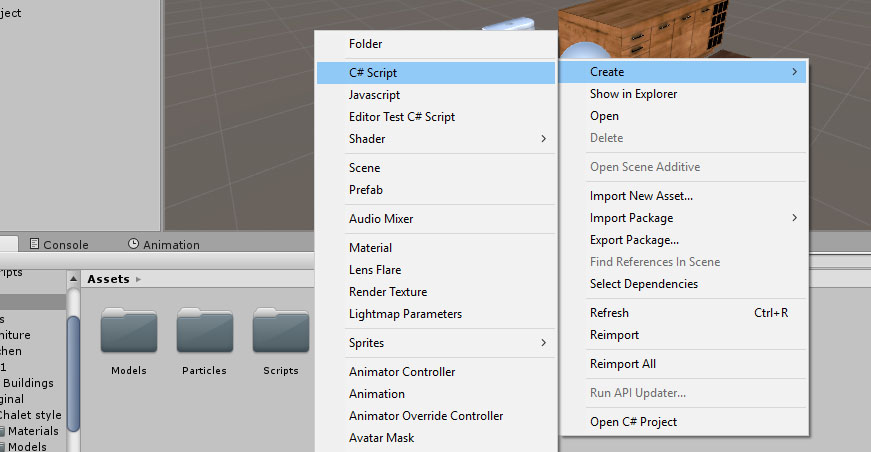 ject
Folder
C# Script
Javascript
Editor Test C# Script
Shader
Scene
Prefab
Audio Mixer
Material
Lens Flare
Render Texture
Lightmap Parameters
Sprites
Animator Controller
Animation
Animator Override Controller
Avatar Mask
Create
Show in Explorer
Open
Delete
Open Scene Additive
Import New Asset...
Import Package
Export Package...
Find References In Scene
Select Dependencies
Refresh Ctrl+R
Reimport
Reimport All
Run API Updater...
Open C# Project
Console Animation
Assets
Models Particles Scripts
ripts
s
niture
chen
1
Buildings
ginal
Chalet style
Materials
Models